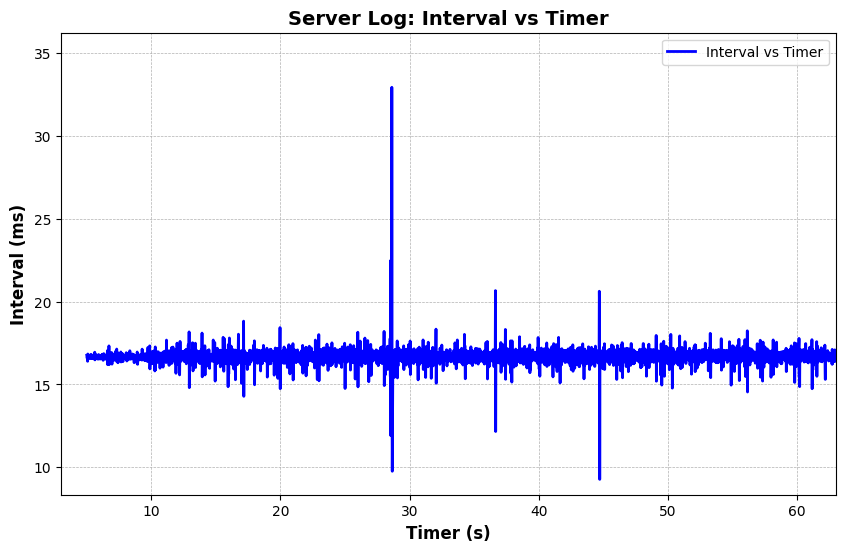 Server Log: Interval vs Timer
Interval vs Timer
35
30
25
20
15
10
Interval (ms)
10 20 30 40 50 60
Timer (s)